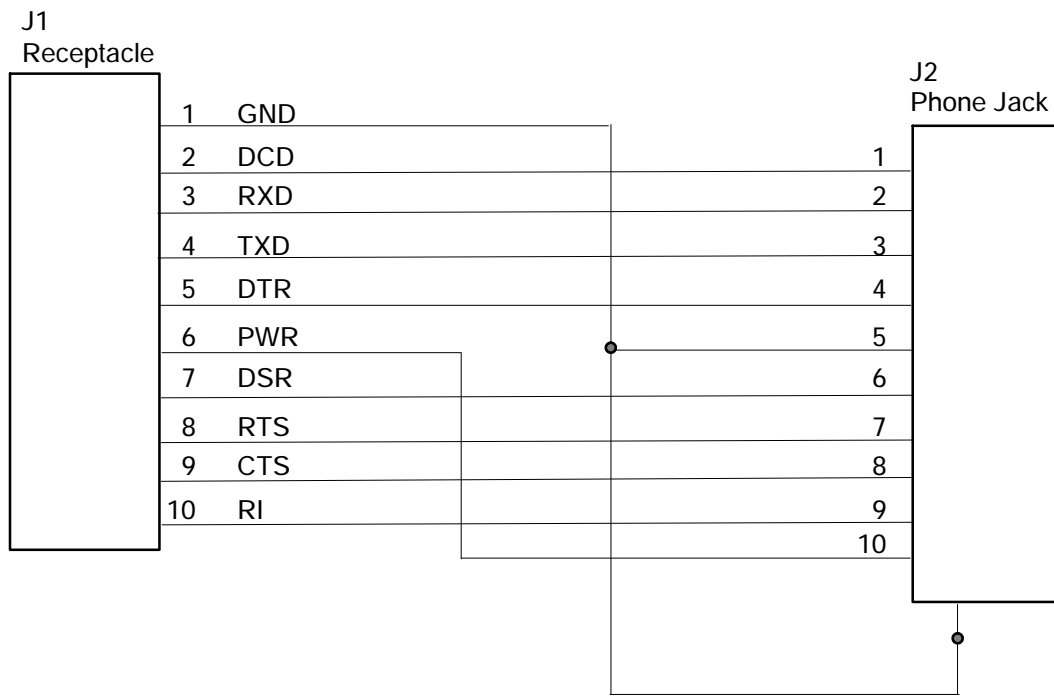 J1
Receptacle
J2
Phone Jack
1 GND
2 DCD
3 RXD
4 TXD
5 DTR
6 PWR
7 DSR
8 RTS
9 CTS
10 RI
1
2
3
4
5
6
7
8
9
10